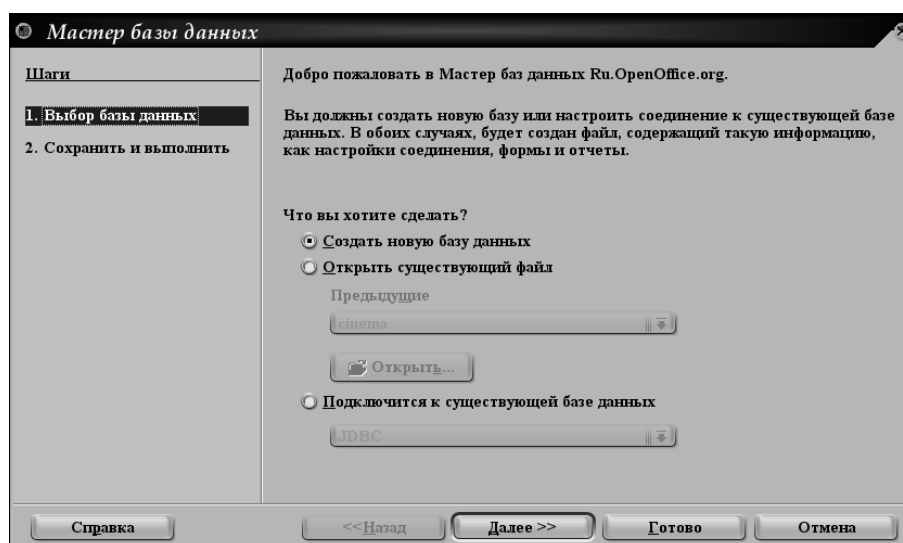 Мастер базы данных
Шаги
1. Выбор базы данных
2. Сохранить и выполнить
Добро пожаловать в Мастер баз данных Ru.OpenOffice.org.
Вы должны создать новую базу или настроить соединение к существующей базе
данных. В обоих случаях, будет создан файл, содержащий такую информацию,
как настройки соединения, формы и отчеты.
Что вы хотите сделать?
Создать новую базу данных
Открыть существующий файл
Предыдущие
cinema
Открыть...
Подключится к существующей базе данных
JDBC
Справка
<<Назад
Далее >>
Готово
Отмена